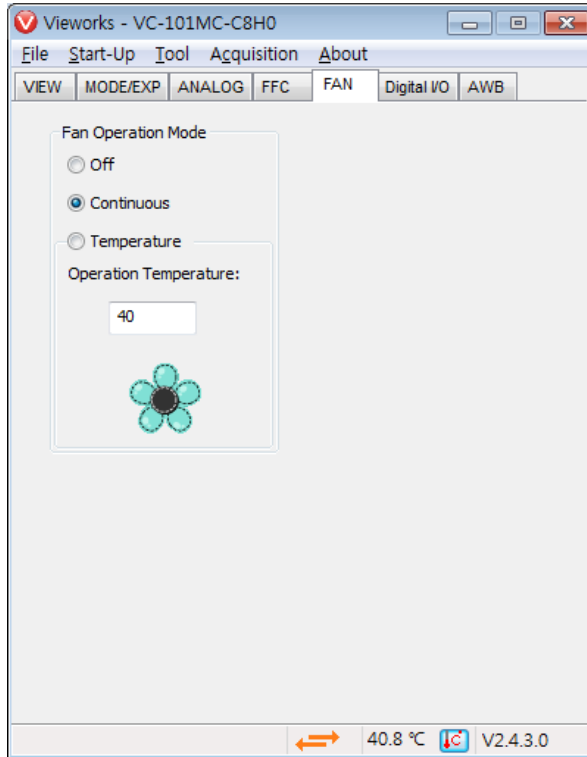 Vieworks - VC-101MC-C8H0
File Start-Up Tool Acquisition About
VIEW MODE/EXP ANALOG FFC FAN Digital I/O AWB
Fan Operation Mode
Off
Continuous
Temperature
Operation Temperature:
40
40.8 ℃ C V2.4.3.0